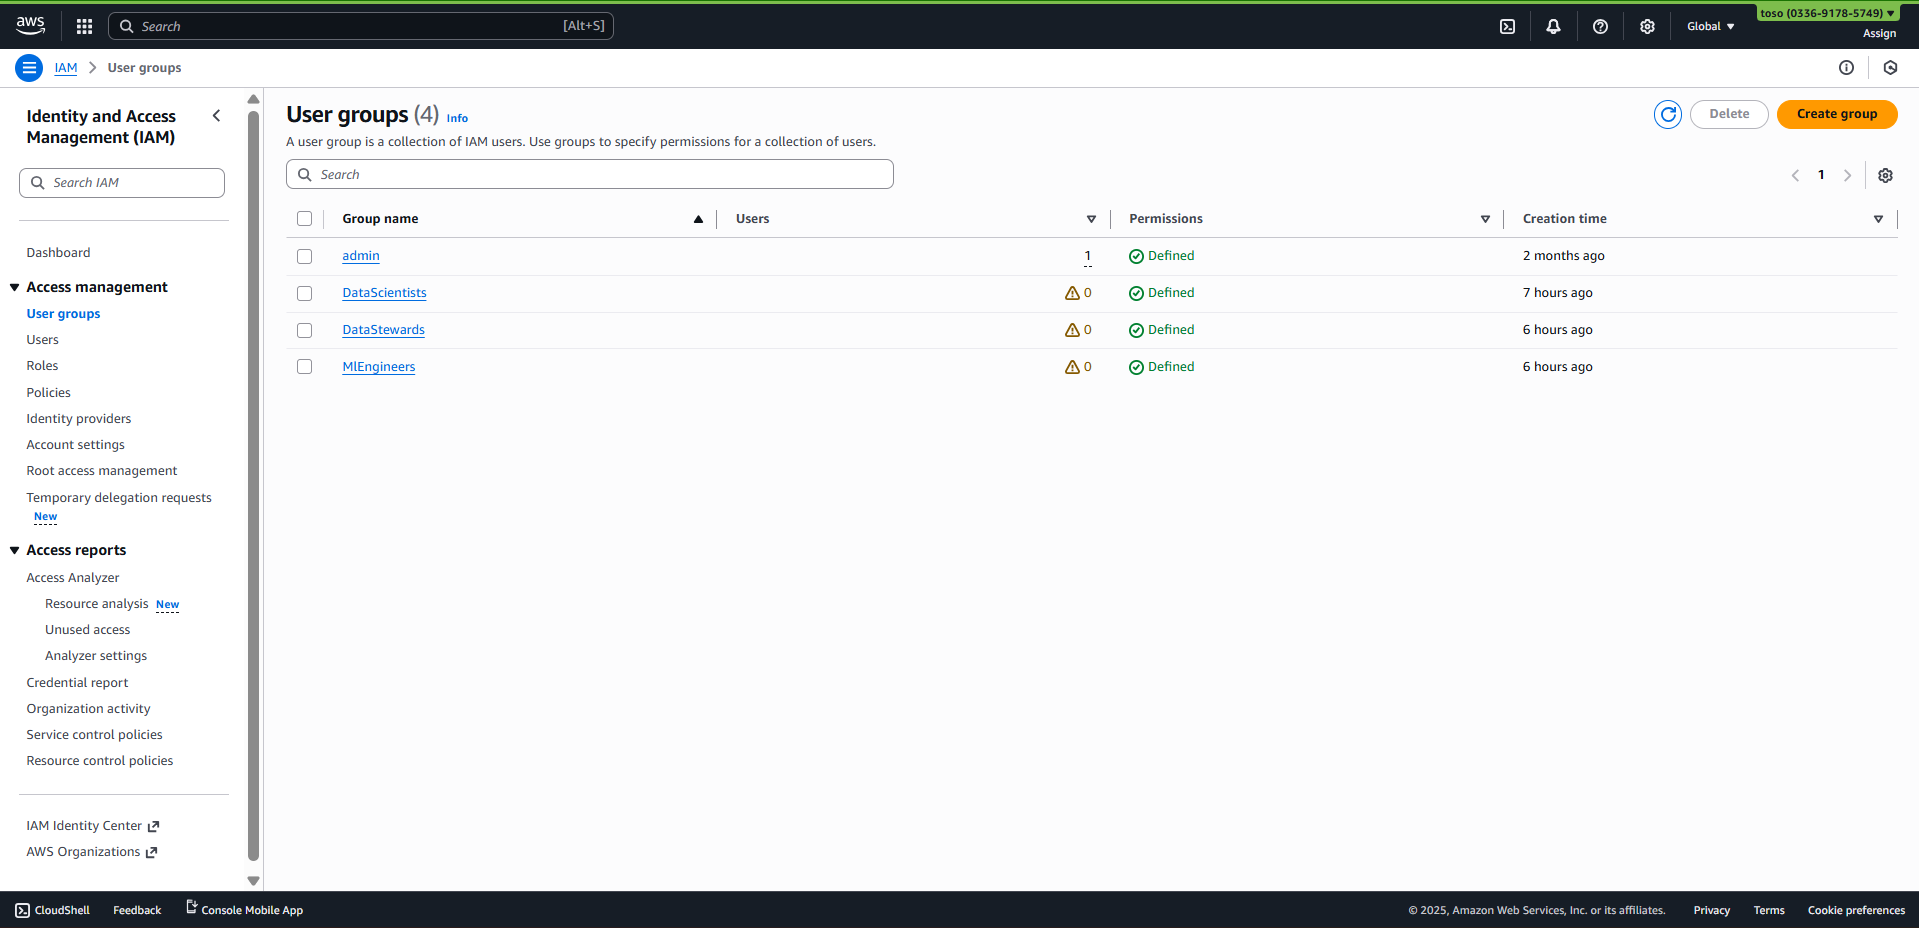 aws
Search [Alt+S]
Global
toso (0336-9178-5749)
Assign
IAM
User groups
Identity and Access
Management (IAM)
Search IAM
Dashboard
Access management
User groups
Users
Roles
Policies
Identity providers
Account settings
Root access management
Temporary delegation requests
New
Access reports
Access Analyzer
Resource analysis New
Unused access
Analyzer settings
Credential report
Organization activity
Service control policies
Resource control policies
IAM Identity Center
AWS Organizations
User groups (4) Info
A user group is a collection of IAM users. Use groups to specify permissions for a collection of users.
Delete
Create group
Search
1
Group name Users Permissions Creation time
admin 1 Defined 2 months ago
DataScientists 0 Defined 7 hours ago
DataStewards 0 Defined 6 hours ago
MlEngineers 0 Defined 6 hours ago
CloudShell Feedback Console Mobile App © 2025, Amazon Web Services, Inc. or its affiliates. Privacy Terms Cookie preferences